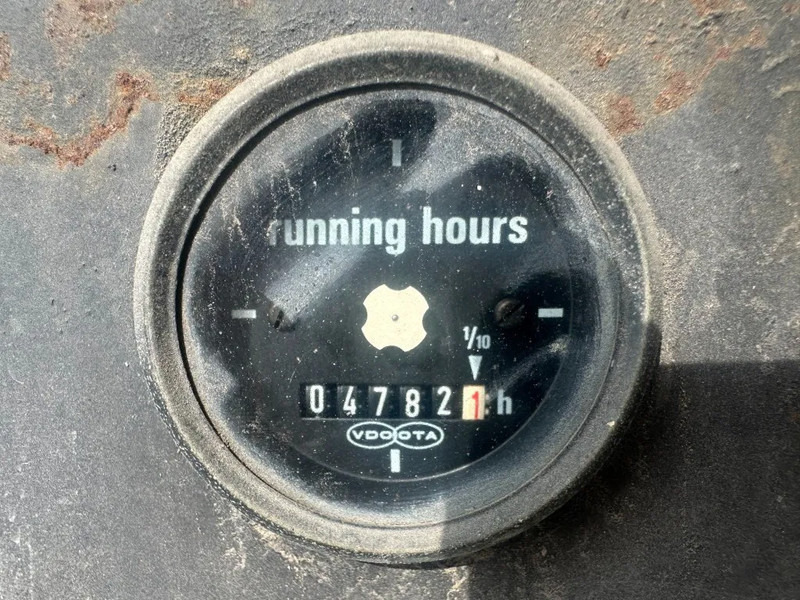 running hours
1/10
047821 h
VDO OTA